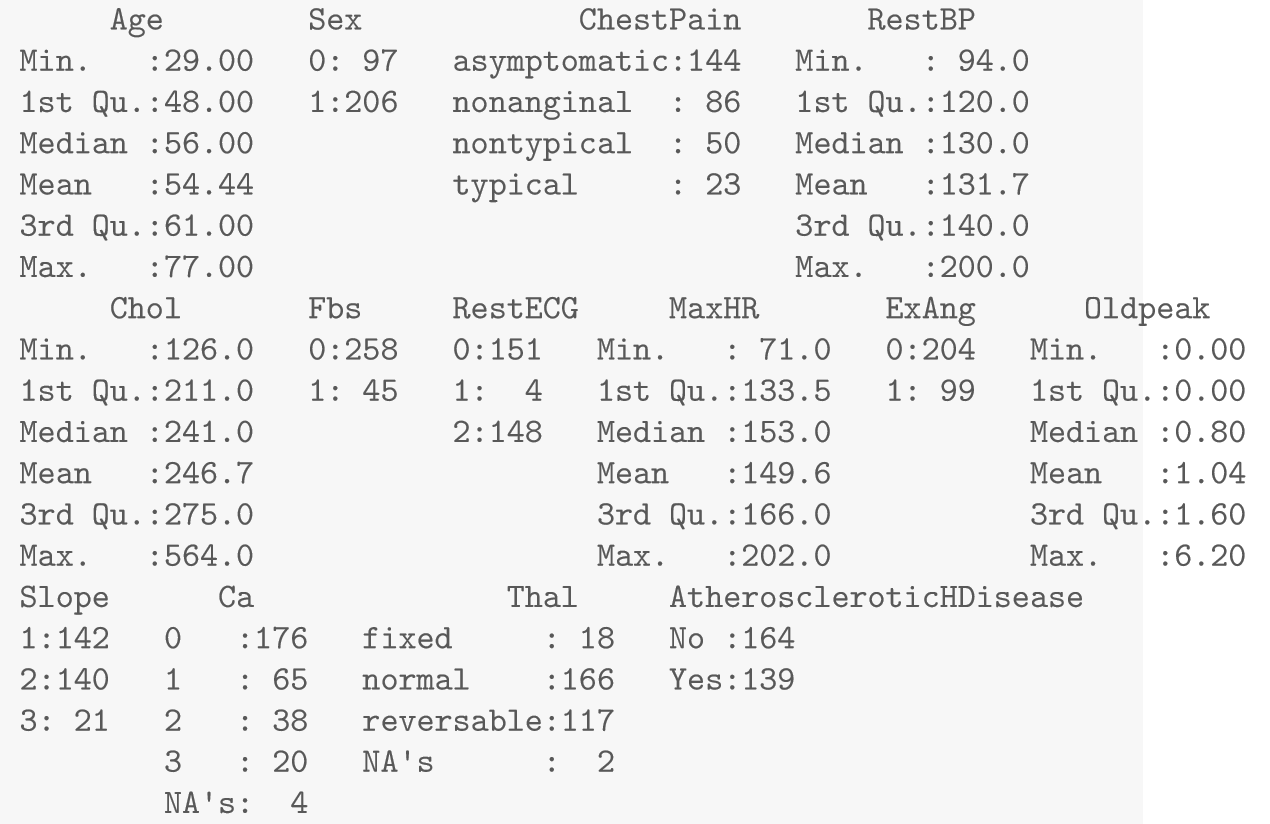 Age        Sex            ChestPain       RestBP
Min.   :29.00   0: 97   asymptomatic:144   Min.   : 94.0
1st Qu.:48.00   1:206   nonanginal  : 86   1st Qu.:120.0
Median :56.00           nontypical  : 50   Median :130.0
Mean   :54.44           typical     : 23   Mean   :131.7
3rd Qu.:61.00                              3rd Qu.:140.0
Max.   :77.00                              Max.   :200.0
     Chol       Fbs     RestECG     MaxHR       ExAng      Oldpeak
Min.   :126.0   0:258   0:151   Min.   : 71.0   0:204   Min.   :0.00
1st Qu.:211.0   1: 45   1:  4   1st Qu.:133.5   1: 99   1st Qu.:0.00
Median :241.0           2:148   Median :153.0           Median :0.80
Mean   :246.7                   Mean   :149.6           Mean   :1.04
3rd Qu.:275.0                   3rd Qu.:166.0           3rd Qu.:1.60
Max.   :564.0                   Max.   :202.0           Max.   :6.20
Slope      Ca              Thal     AtheroscleroticHDisease
1:142   0   :176   fixed     : 18   No :164
2:140   1   : 65   normal    :166   Yes:139
3: 21   2   : 38   reversable:117
        3   : 20   NA's      :  2
        NA's:  4